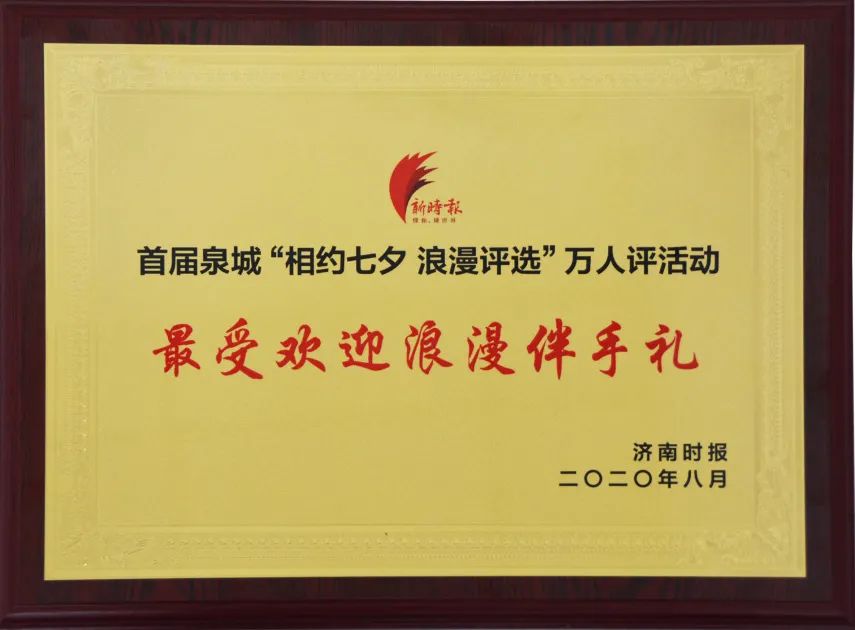 新時報
首届泉城“相约七夕 浪漫评选”万人评活动
最受欢迎浪漫伴手礼
济南时报
二〇二〇年八月